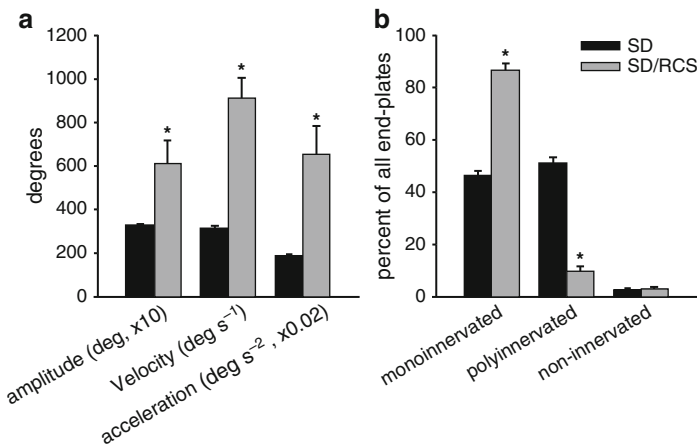 a
1200
1000
800
600
400
200
0
degrees
*
*
*
amplitude (deg, x10)
Velocity (deg s⁻¹)
acceleration (deg s⁻², x0.02)
b
SD
SD/RCS
100
80
60
40
20
0
percent of all end-plates
*
*
monoinnervated
polyinnervated
non-innervated